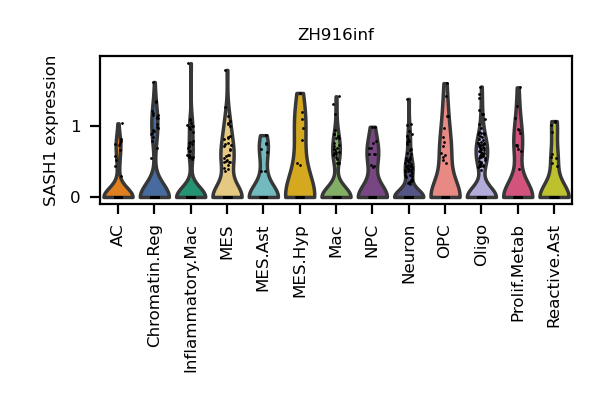 ZH916inf
SASH1 expression
1
0
AC
Chromatin.Reg
Inflammatory.Mac
MES
MES.Ast
MES.Hyp
Mac
NPC
Neuron
OPC
Oligo
Prolif.Metab
Reactive.Ast